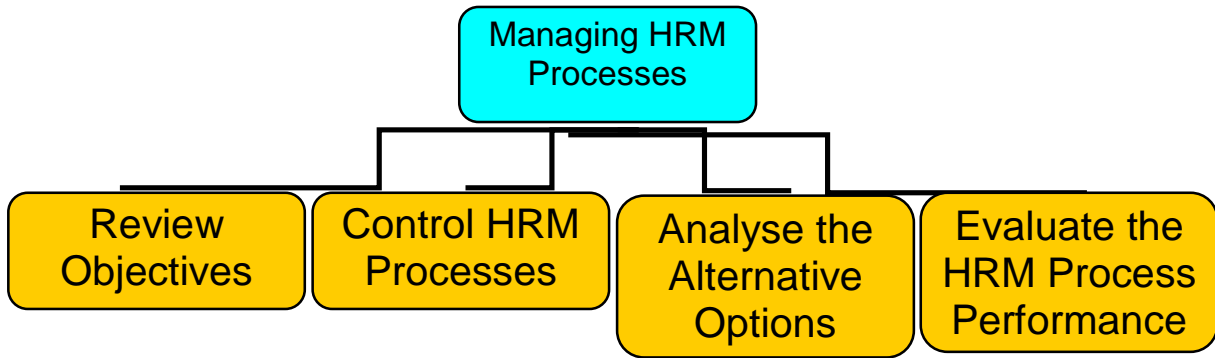 Managing HRM
Processes
Review
Objectives
Control HRM
Processes
Analyse the
Alternative
Options
Evaluate the
HRM Process
Performance